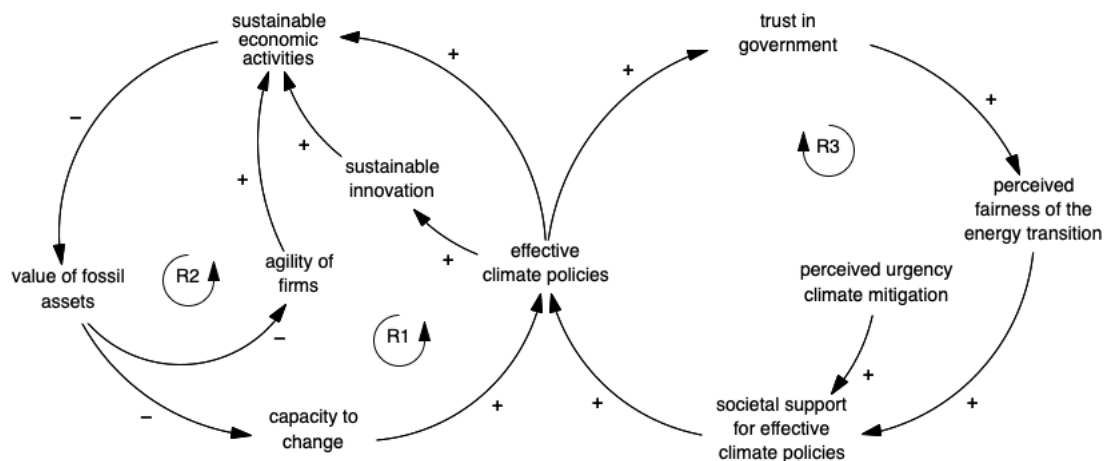 sustainable
economic
activities
trust in
government
+
+
+
–
R3
+
sustainable
innovation
+
perceived
fairness of the
energy transition
effective
climate policies
+
agility of
firms
value of fossil
assets
R2
perceived urgency
climate mitigation
R1
–
+
–
+
+
+
capacity to
change
societal support
for effective
climate policies